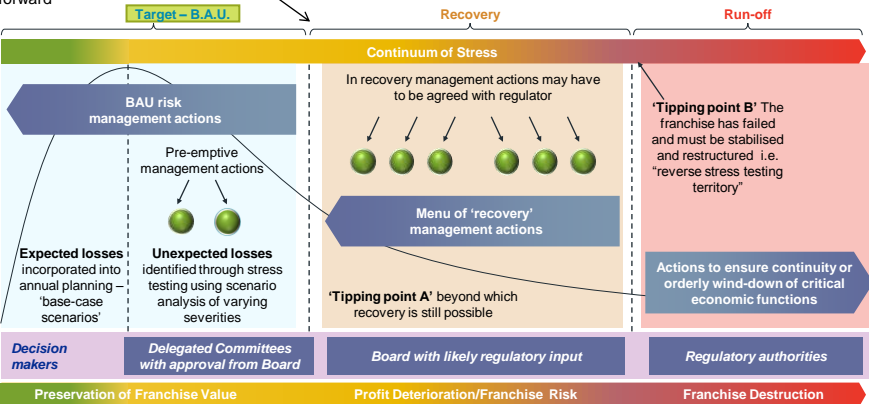 forward
Target – B.A.U.
Recovery
Run-off
Continuum of Stress
BAU risk
management actions
Pre-emptive
management actions
Expected losses
incorporated into
annual planning –
‘base-case
scenarios’
Unexpected losses
identified through stress
testing using scenario
analysis of varying
severities
In recovery management actions may have
to be agreed with regulator
Menu of ‘recovery’
management actions
‘Tipping point A’ beyond which
recovery is still possible
‘Tipping point B’ The
franchise has failed
and must be stabilised
and restructured i.e.
“reverse stress testing
territory”
Actions to ensure continuity or
orderly wind-down of critical
economic functions
Decision
makers
Delegated Committees
with approval from Board
Board with likely regulatory input
Regulatory authorities
Preservation of Franchise Value
Profit Deterioration/Franchise Risk
Franchise Destruction